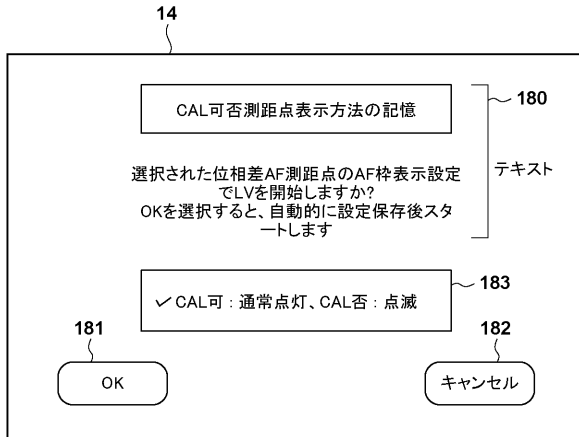 14
CAL可否測距点表示方法の記憶
180
選択された位相差AF測距点のAF枠表示設定
でLVを開始しますか?
OKを選択すると、自動的に設定保存後スタ
ートします
テキスト
183
✓CAL可：通常点灯、CAL否：点滅
181
OK
182
キャンセル